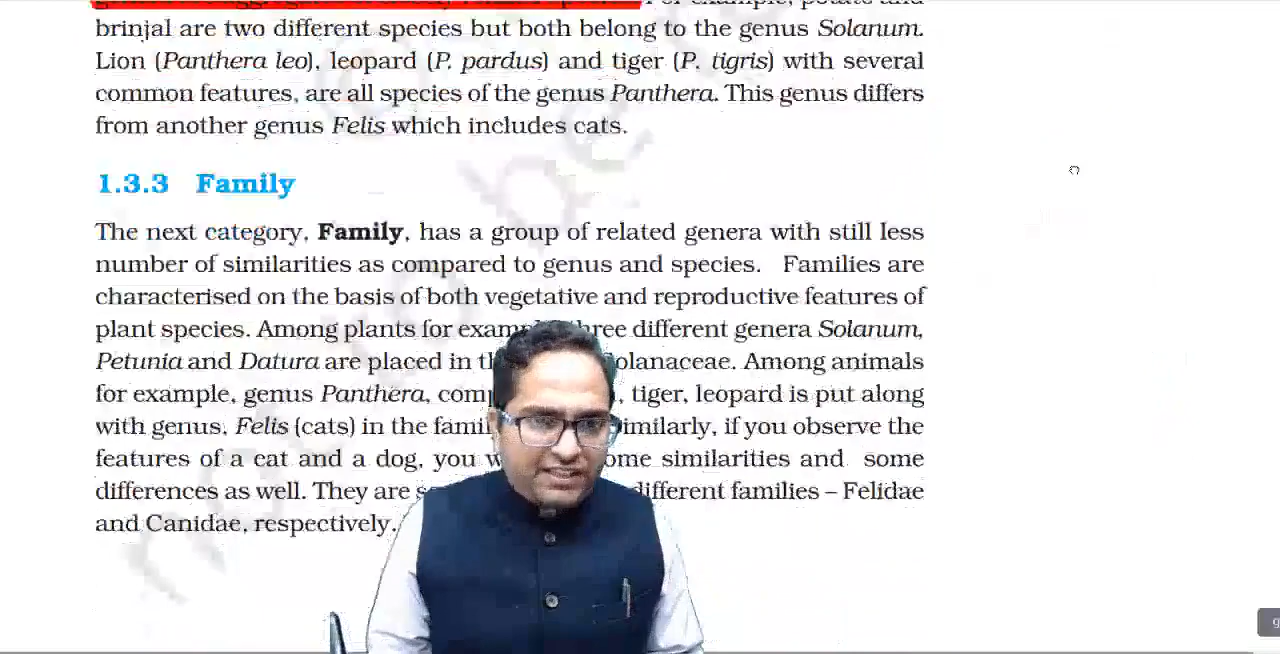 For example, potato and
brinjal are two different species but both belong to the genus Solanum.
Lion (Panthera leo), leopard (P. pardus) and tiger (P. tigris) with several
common features, are all species of the genus Panthera. This genus differs
from another genus Felis which includes cats.
1.3.3 Family
The next category, Family, has a group of related genera with still less
number of similarities as compared to genus and species. Families are
characterised on the basis of both vegetative and reproductive features of
plant species. Among plants for three different genera Solanum,
Petunia and Datura are placed in Among animals
for example, genus Panthera, tiger, leopard is put along
with genus, Felis (cats) in the if you observe the
features of a cat and a dog, you similarities and some
differences as well. They are different families – Felidae
and Canidae, respectively.